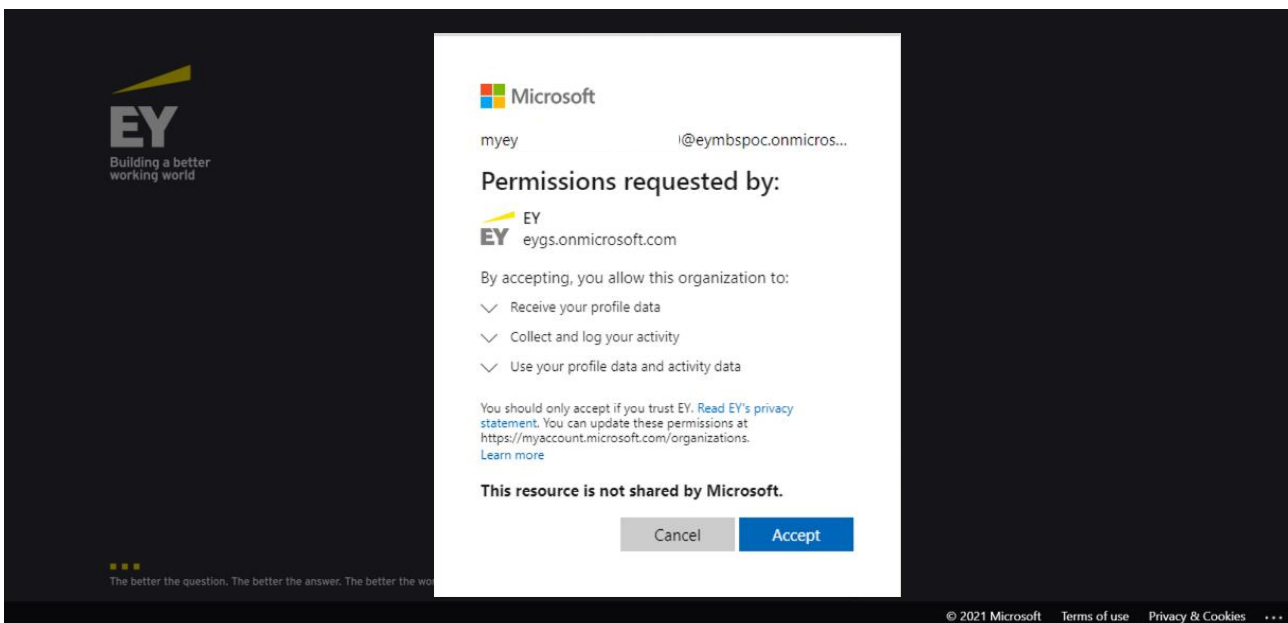 EY
Building a better
working world
Microsoft
myey @eymbspoc.onmicros...
Permissions requested by:
EY
EY
eygs.onmicrosoft.com
By accepting, you allow this organization to:
Receive your profile data
Collect and log your activity
Use your profile data and activity data
You should only accept if you trust EY. Read EY's privacy
statement. You can update these permissions at
https://myaccount.microsoft.com/organizations.
Learn more
This resource is not shared by Microsoft.
Cancel Accept
The better the question. The better the answer. The better the
© 2021 Microsoft Terms of use Privacy & Cookies ...